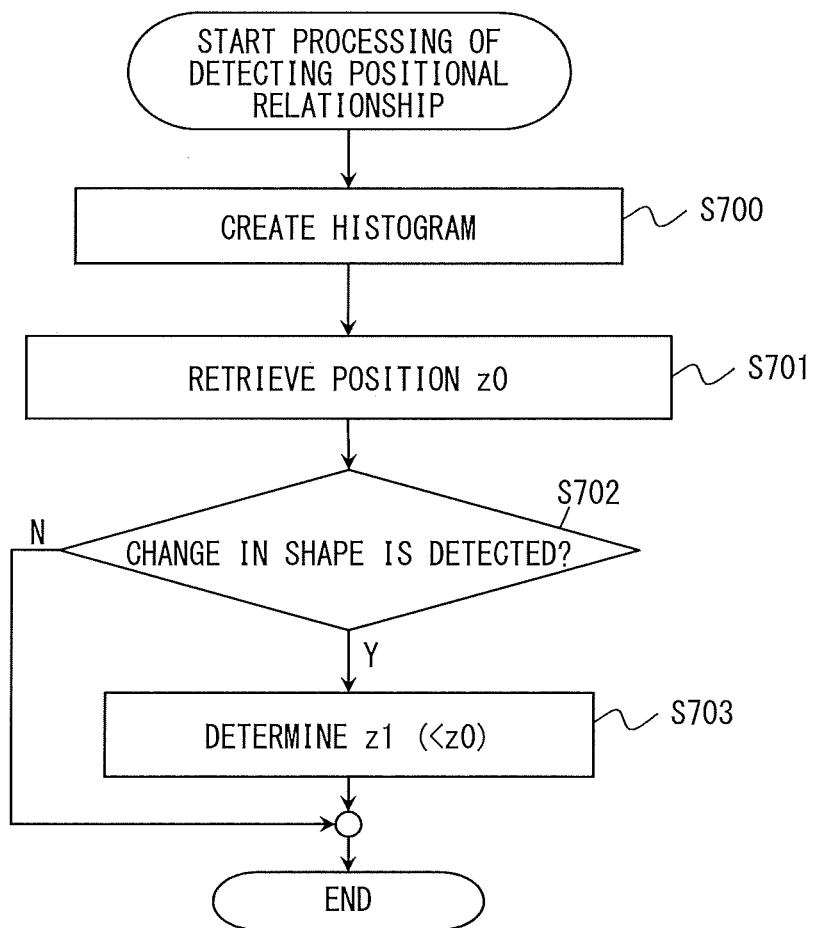 START PROCESSING OF
DETECTING POSITIONAL
RELATIONSHIP
CREATE HISTOGRAM
S700
RETRIEVE POSITION z0
S701
S702
N
CHANGE IN SHAPE IS DETECTED?
Y
DETERMINE z1 (<z0)
S703
END